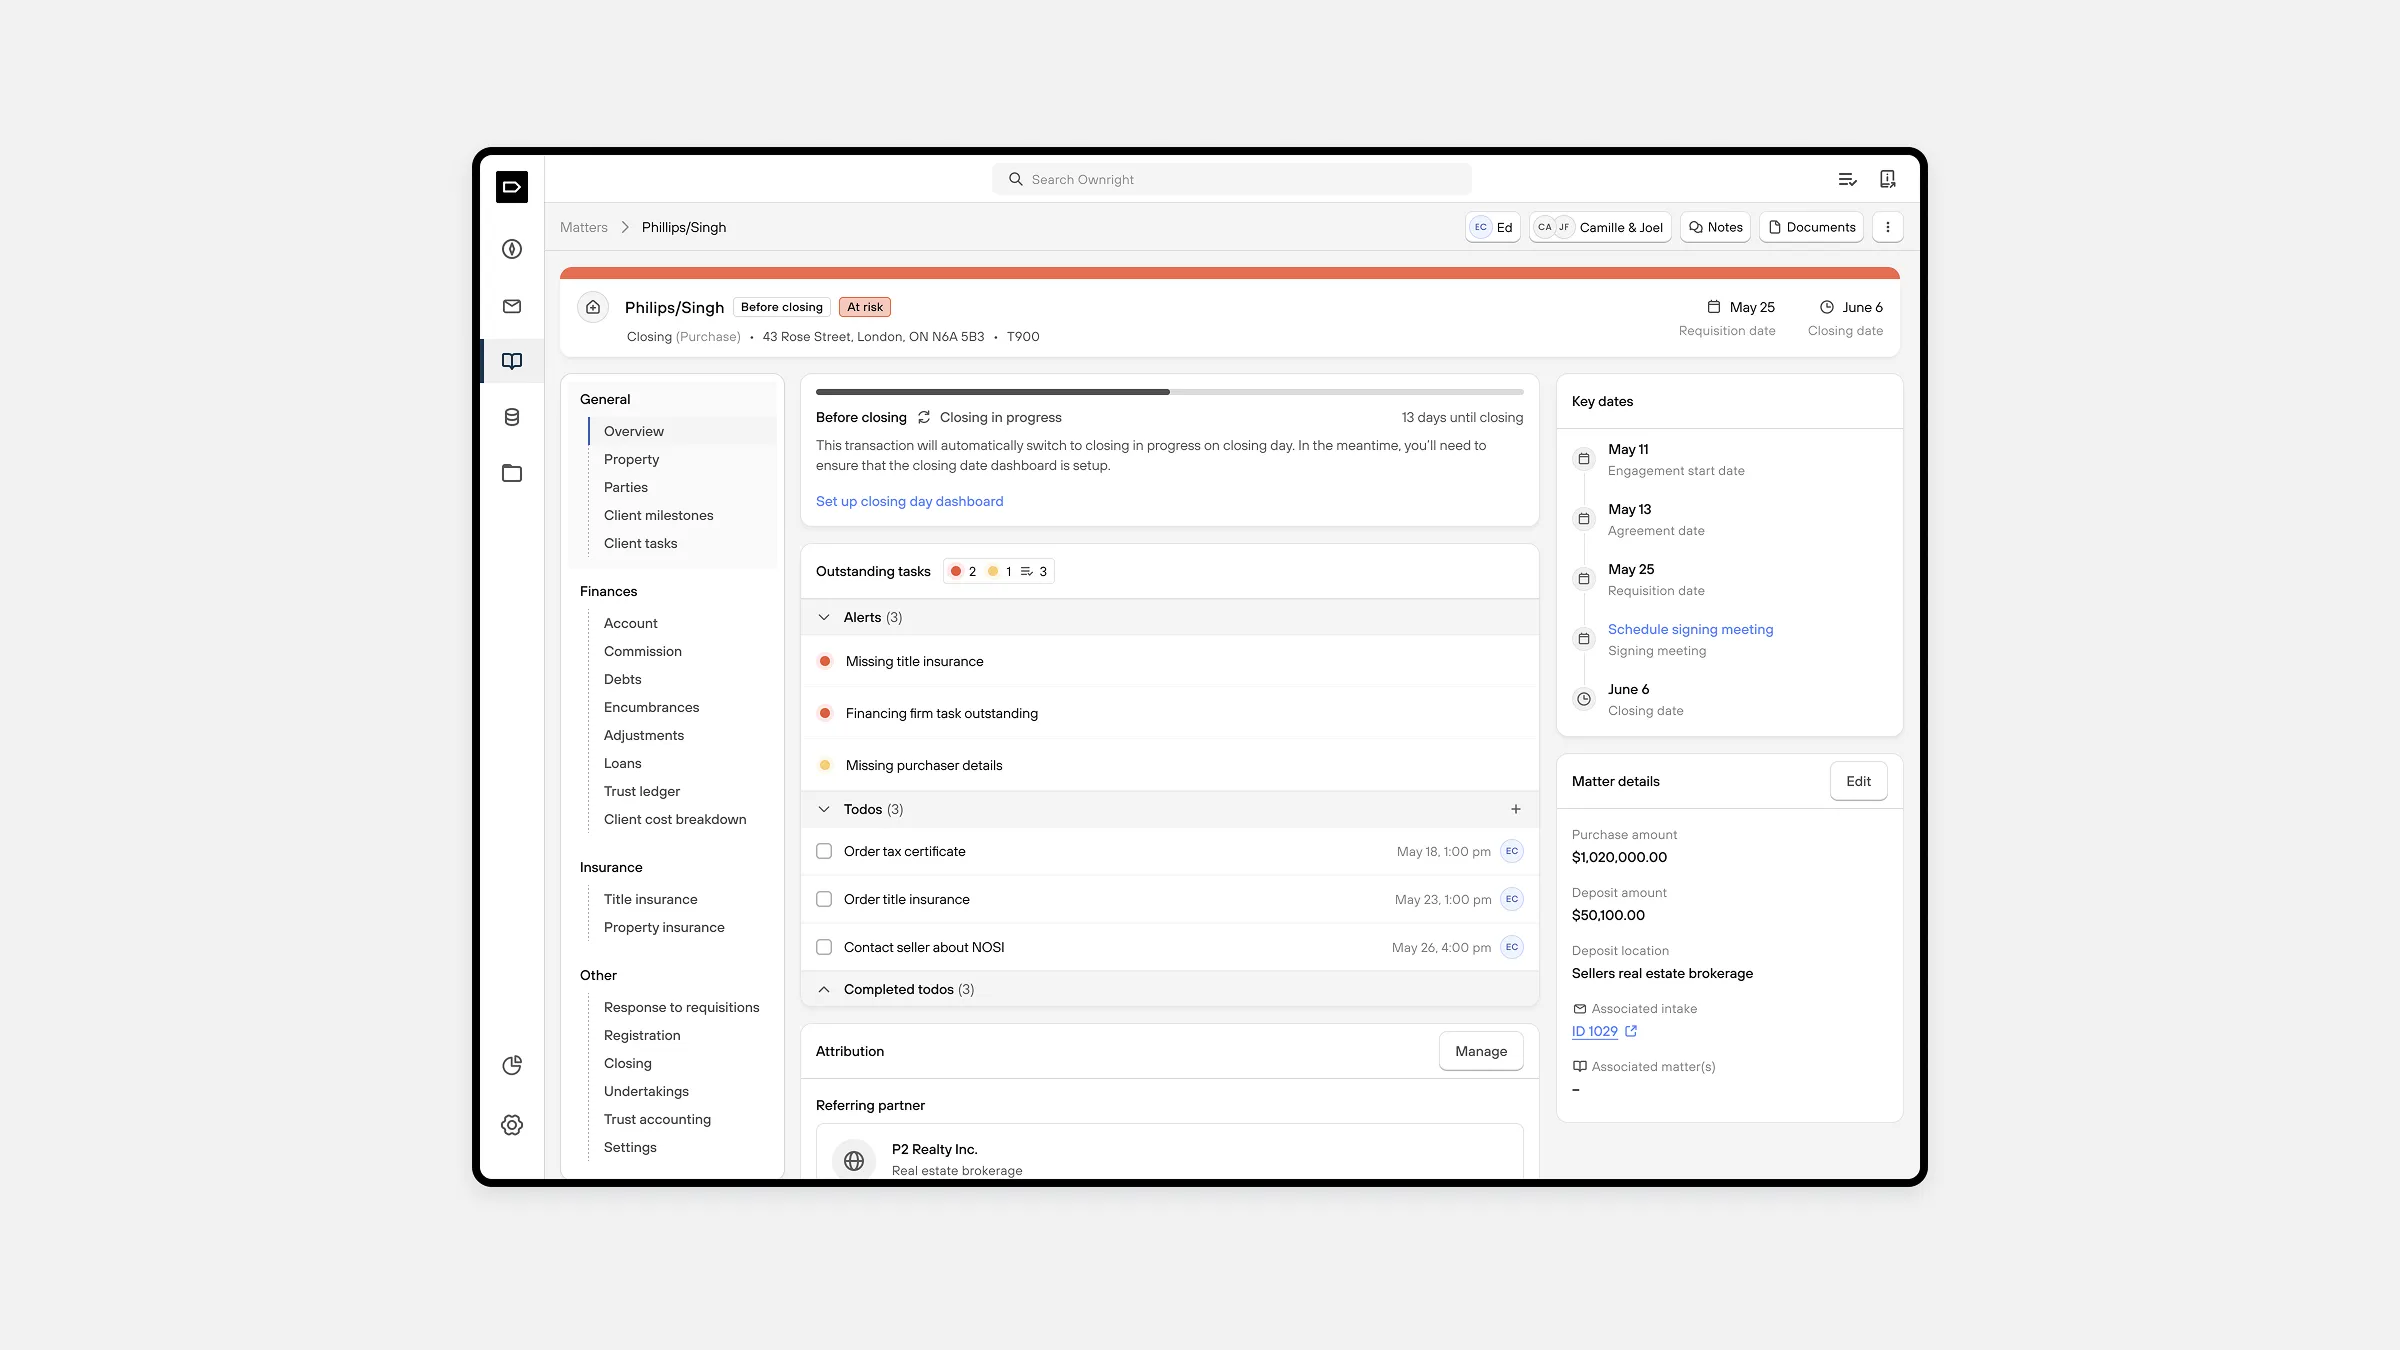 Search Ownright
Matters
Phillips/Singh
EC Ed
CA JF Camille & Joel
Notes
Documents
Philips/Singh
Before closing
At risk
Closing (Purchase) • 43 Rose Street, London, ON N6A 5B3 • T900
May 25
Requisition date
June 6
Closing date
General
Overview
Property
Parties
Client milestones
Client tasks
Finances
Account
Commission
Debts
Encumbrances
Adjustments
Loans
Trust ledger
Client cost breakdown
Insurance
Title insurance
Property insurance
Other
Response to requisitions
Registration
Closing
Undertakings
Trust accounting
Settings
Before closing
Closing in progress
13 days until closing
This transaction will automatically switch to closing in progress on closing day. In the meantime, you'll need to
ensure that the closing date dashboard is setup.
Set up closing day dashboard
Outstanding tasks
2 1 3
Alerts (3)
Missing title insurance
Financing firm task outstanding
Missing purchaser details
Todos (3)
Order tax certificate
May 18, 1:00 pm EC
Order title insurance
May 23, 1:00 pm EC
Contact seller about NOSI
May 26, 4:00 pm EC
Completed todos (3)
Attribution
Manage
Referring partner
P2 Realty Inc.
Real estate brokerage
Key dates
May 11
Engagement start date
May 13
Agreement date
May 25
Requisition date
Schedule signing meeting
Signing meeting
June 6
Closing date
Matter details
Edit
Purchase amount
$1,020,000.00
Deposit amount
$50,100.00
Deposit location
Sellers real estate brokerage
Associated intake
ID 1029
Associated matter(s)
–